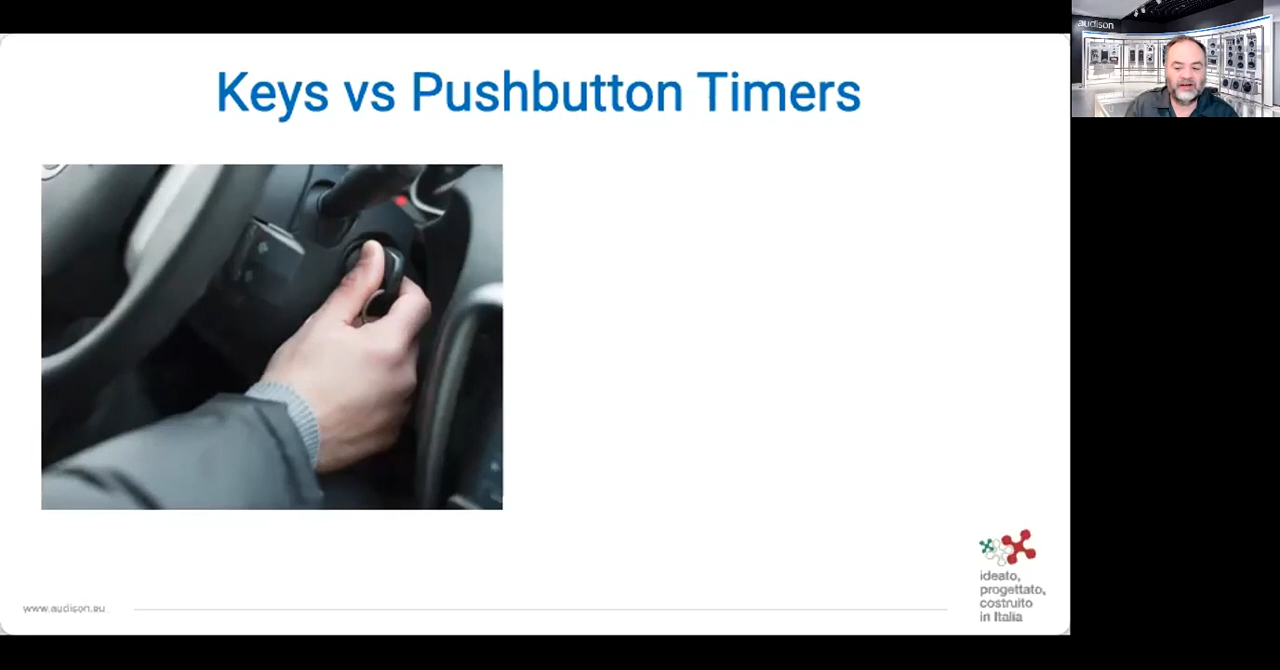 Keys vs Pushbutton Timers
audison
www.audison.eu
ideato,
progettato,
costruito
in Italia